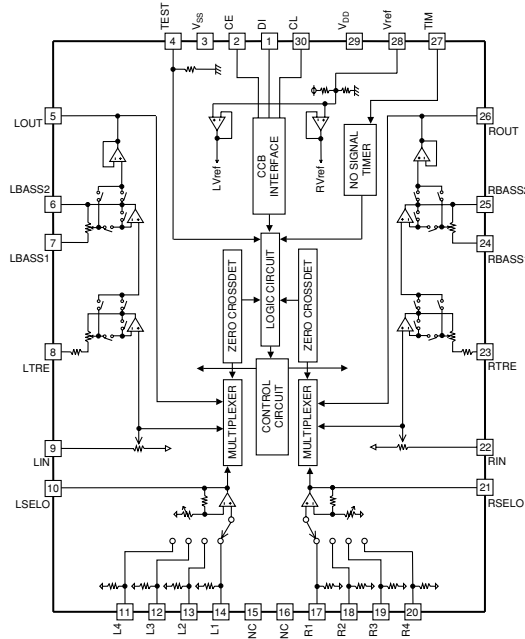 TEST
VSS
CE
DI
CL
VDD
Vref
TIM
4
3
2
1
30
29
28
27
5
LOUT
26
ROUT
LVref
RVref
CCB
INTERFACE
NO SIGNAL
TIMER
LBASS2
6
7
LBASS1
RBASS2
25
24
RBASS1
ZERO CROSSDET
LOGIC CIRCUIT
ZERO CROSSDET
8
LTRE
23
RTRE
MULTIPLEXER
CONTROL
CIRCUIT
MULTIPLEXER
9
LIN
22
RIN
10
LSELO
21
RSELO
11
12
13
14
15
16
17
18
19
20
L4
L3
L2
L1
NC
NC
R1
R2
R3
R4